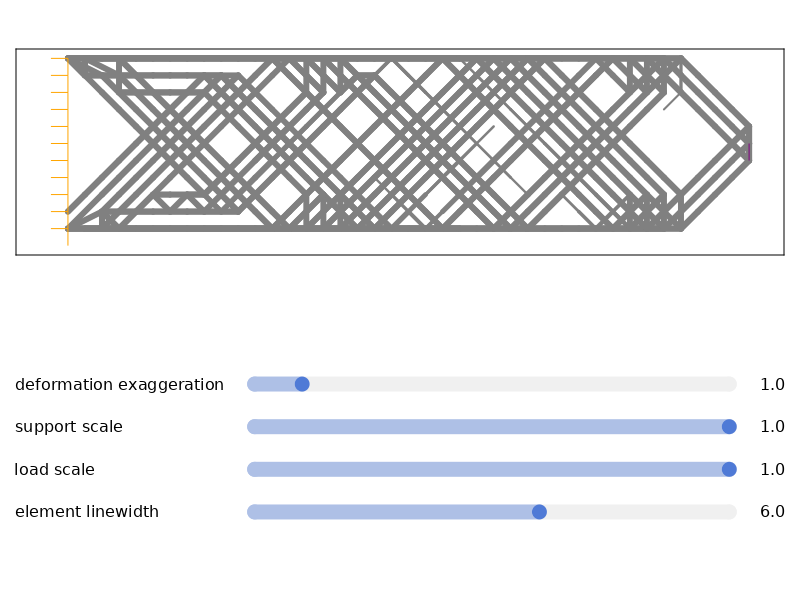 deformation exaggeration 1.0
support scale 1.0
load scale 1.0
element linewidth 6.0